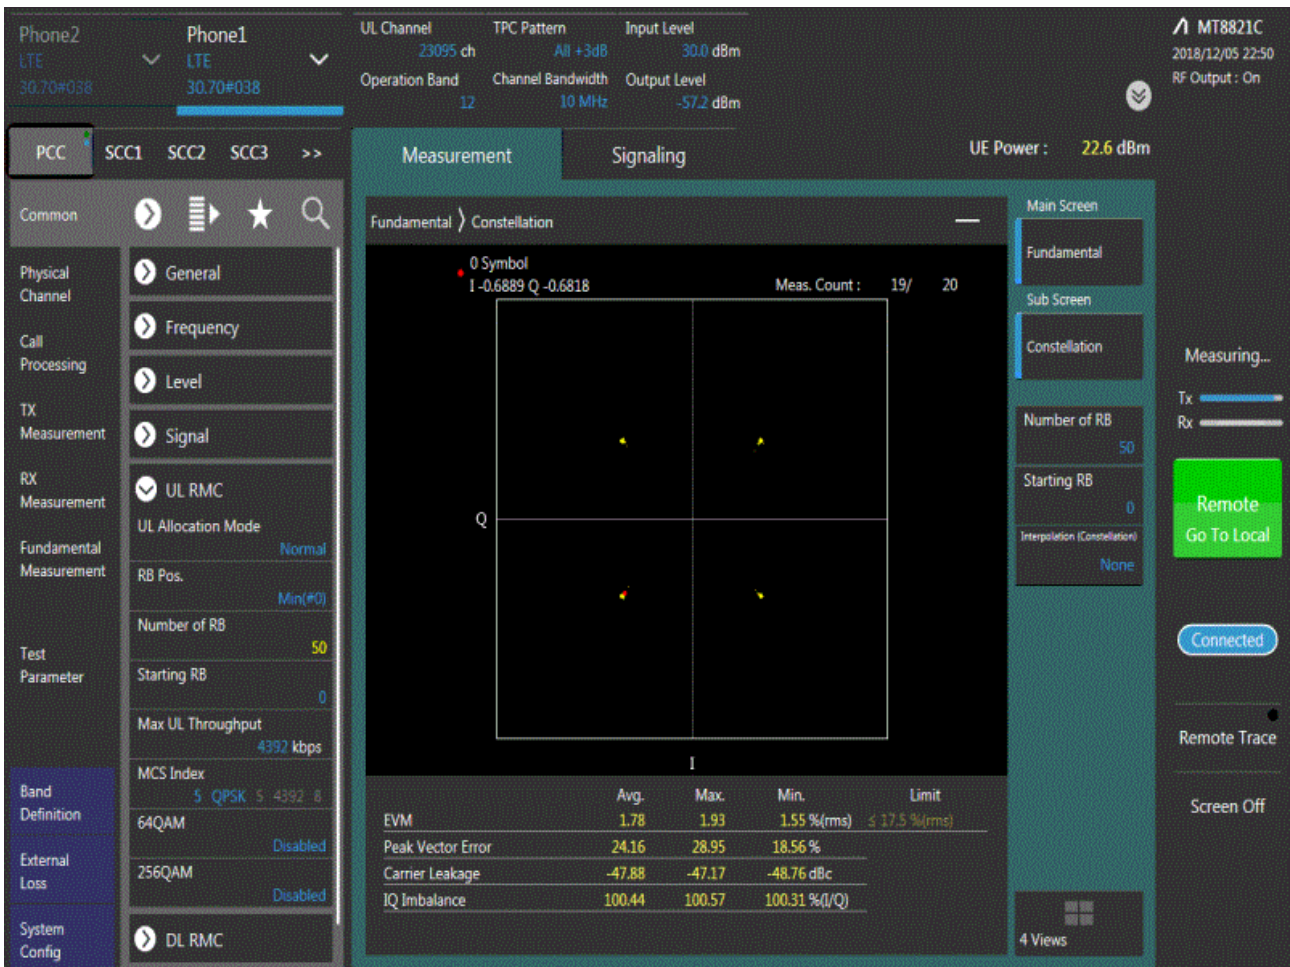 Phone2
LTE
30.70#038
Phone1
LTE
30.70#038
UL Channel
23095 ch
TPC Pattern
All +3dB
Input Level
30.0 dBm
Operation Band
12
Channel Bandwidth
10 MHz
Output Level
-57.2 dBm
MT8821C
2018/12/05 22:50
RF Output : On
PCC SCC1 SCC2 SCC3 >>
Measurement
Signaling
UE Power : 22.6 dBm
Common
Physical
Channel
Call
Processing
TX
Measurement
RX
Measurement
Fundamental
Measurement
Test
Parameter
Band
Definition
External
Loss
System
Config
General
Frequency
Level
Signal
UL RMC
UL Allocation Mode
Normal
RB Pos.
Min(#0)
Number of RB
50
Starting RB
0
Max UL Throughput
4392 kbps
MCS Index
5 QPSK 5 4392 8
64QAM
Disabled
256QAM
Disabled
DL RMC
Fundamental > Constellation
0 Symbol
I -0.6889 Q -0.6818
Meas. Count : 19/ 20
Q
I
Avg. Max. Min. Limit
EVM 1.78 1.93 1.55 %(rms) ≤ 17.5 %(rms)
Peak Vector Error 24.16 28.95 18.56 %
Carrier Leakage -47.88 -47.17 -48.76 dBc
IQ Imbalance 100.44 100.57 100.31 %(I/Q)
Main Screen
Fundamental
Sub Screen
Constellation
Number of RB
50
Starting RB
0
Interpolation (Constellation)
None
4 Views
Measuring...
Tx
Rx
Remote
Go To Local
Connected
Remote Trace
Screen Off